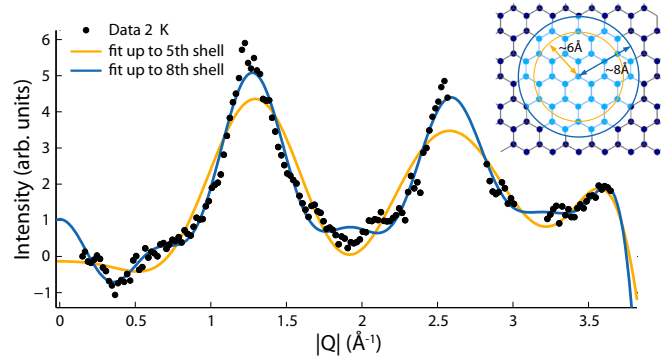 Data 2 K
fit up to 5th shell
fit up to 8th shell
~6Å
~8Å
Intensity (arb. units)
6
5
4
3
2
1
0
−1
0
0.5
1
1.5
2
2.5
3
3.5
|Q| (Å⁻¹)